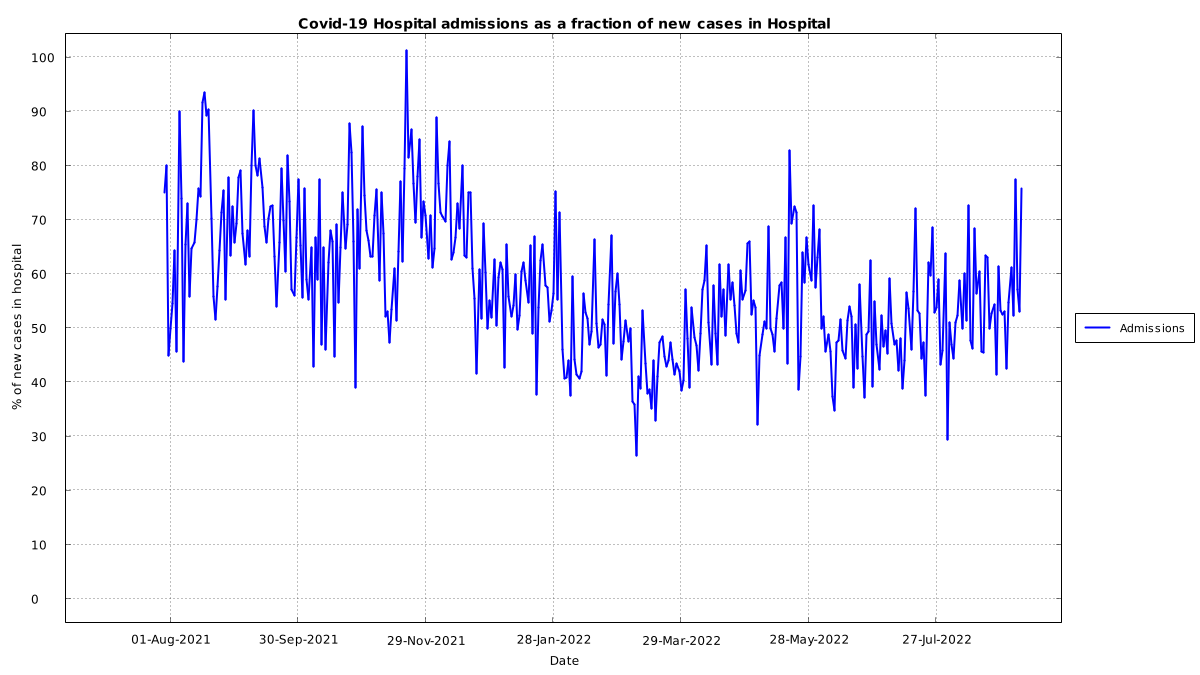 Covid-19 Hospital admissions as a fraction of new cases in Hospital
100
90
80
70
60
50
40
30
20
10
0
% of new cases in hospital
Admissions
01-Aug-2021 30-Sep-2021 29-Nov-2021 28-Jan-2022 29-Mar-2022 28-May-2022 27-Jul-2022
Date